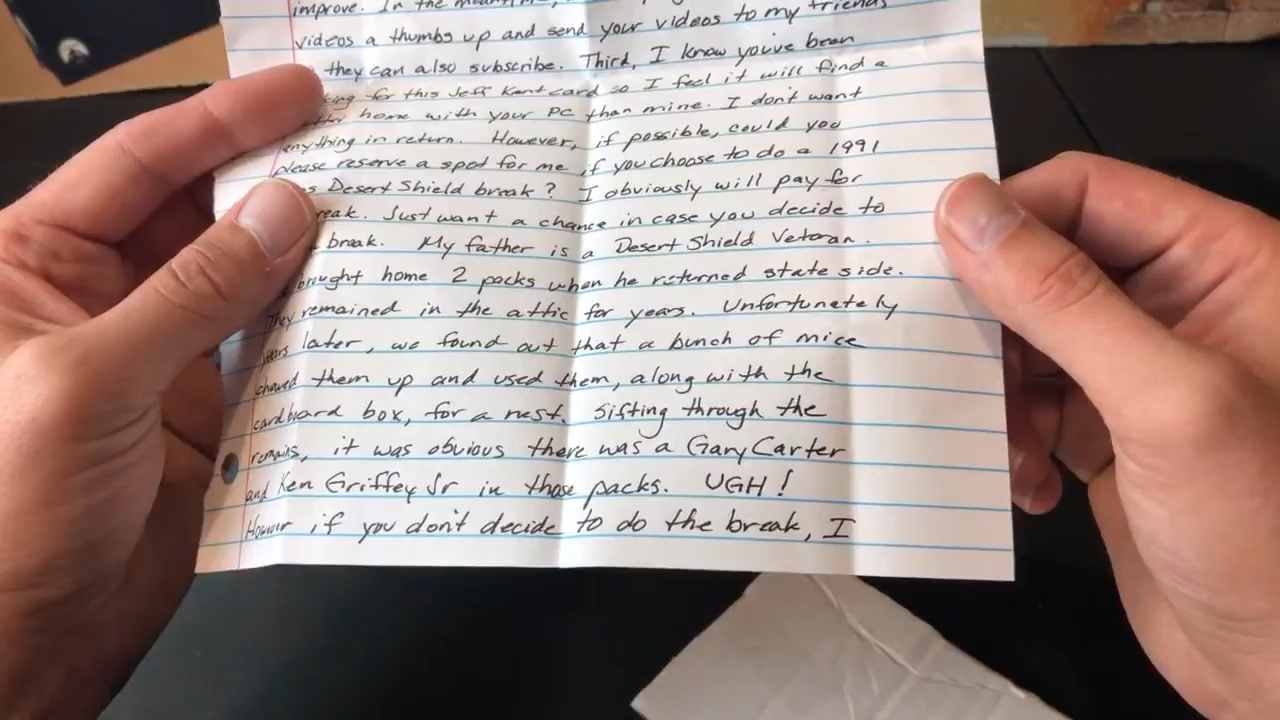 improve. In the
videos a thumbs up and send your videos to my friends
they can also subscribe. Third, I know you've been
king for this Jeff Kent card so I feel it will find a
home with your PC than mine. I don't want
anything in return. However, if possible, could you
please reserve a spot for me if you choose to do a 1991
s Desert Shield break? I obviously will pay for
reak. Just want a chance in case you decide to
break. My father is a Desert Shield Veteran.
brought home 2 packs when he returned state side.
They remained in the attic for years. Unfortunately
years later, we found out that a bunch of mice
chewed them up and used them, along with the
cardboard box, for a nest. Sifting through the
remains, it was obvious there was a Gary Carter
and Ken Griffey Jr in those packs. UGH!
However if you don't decide to do the break, I